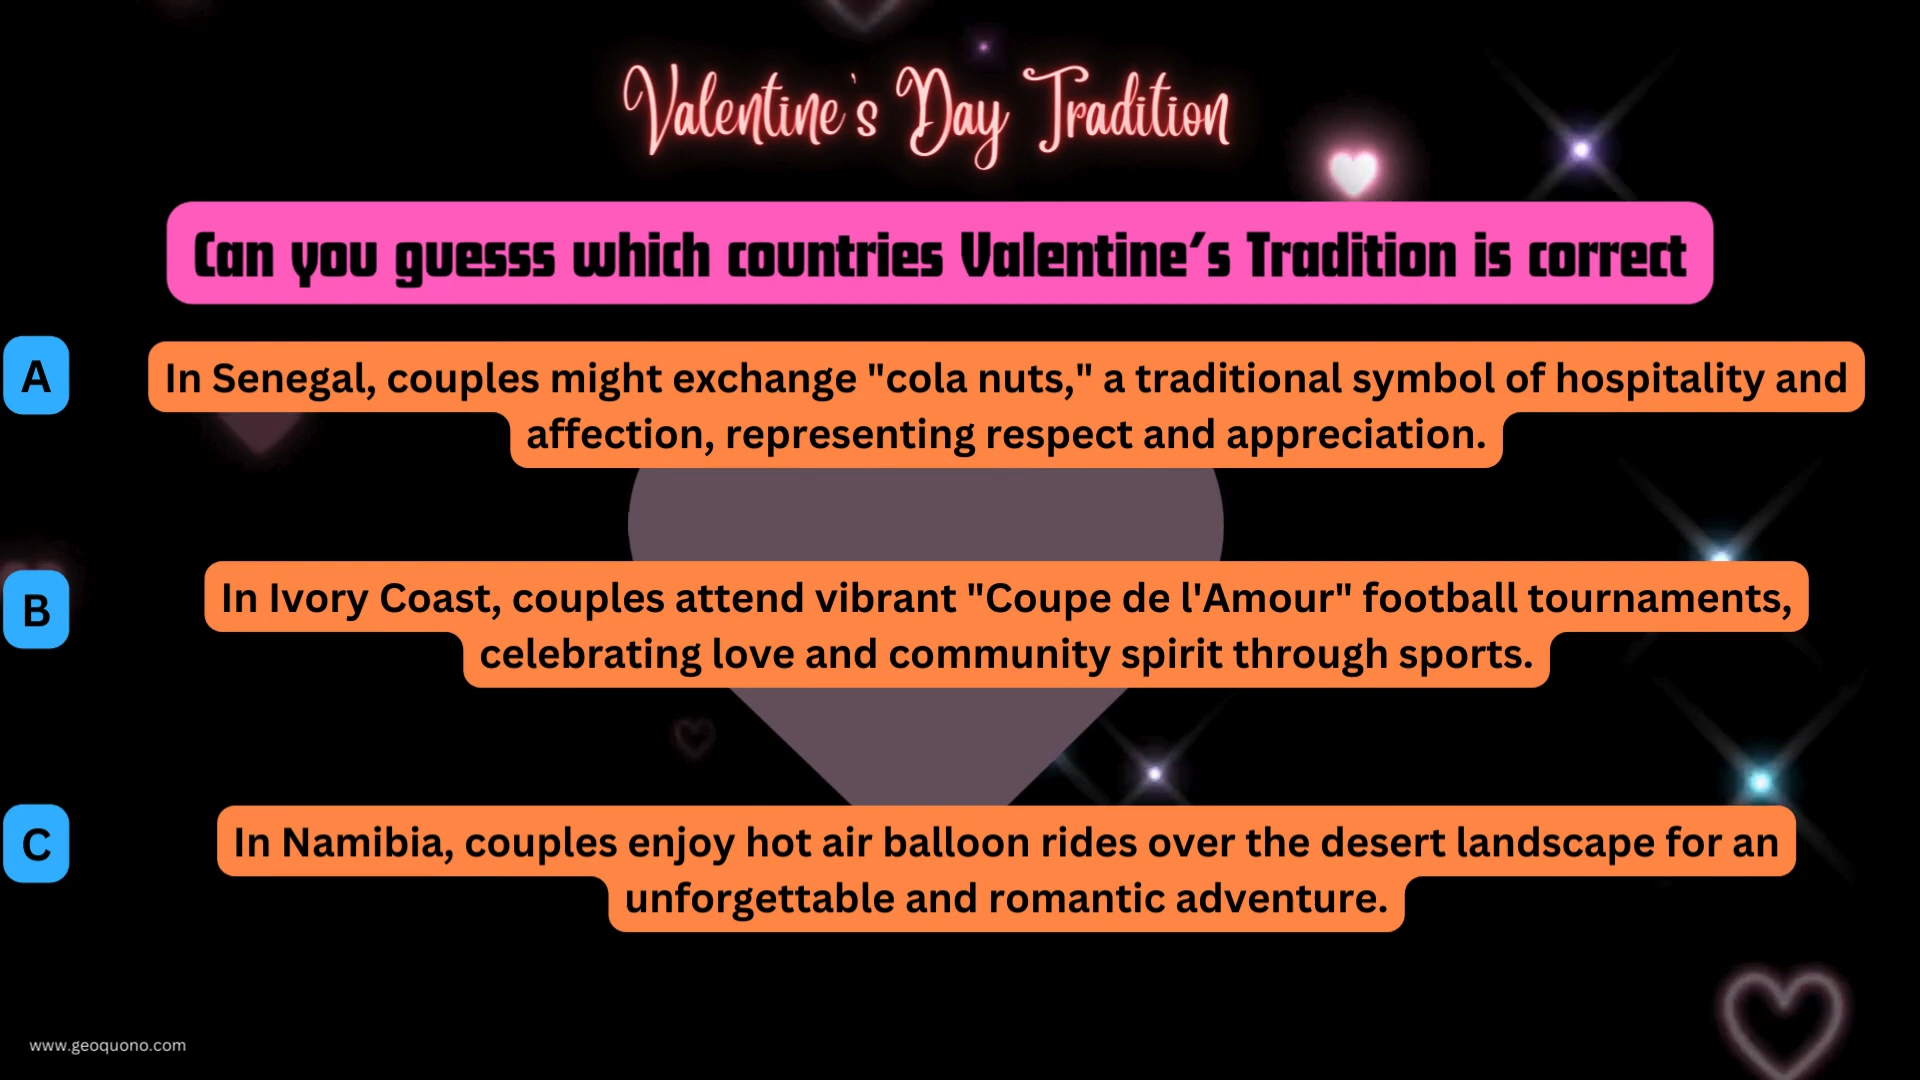 Valentine's Day Tradition
Can you guesss which countries Valentine's Tradition is correct
A
In Senegal, couples might exchange "cola nuts," a traditional symbol of hospitality and
affection, representing respect and appreciation.
B
In Ivory Coast, couples attend vibrant "Coupe de l'Amour" football tournaments,
celebrating love and community spirit through sports.
C
In Namibia, couples enjoy hot air balloon rides over the desert landscape for an
unforgettable and romantic adventure.
www.geoquono.com